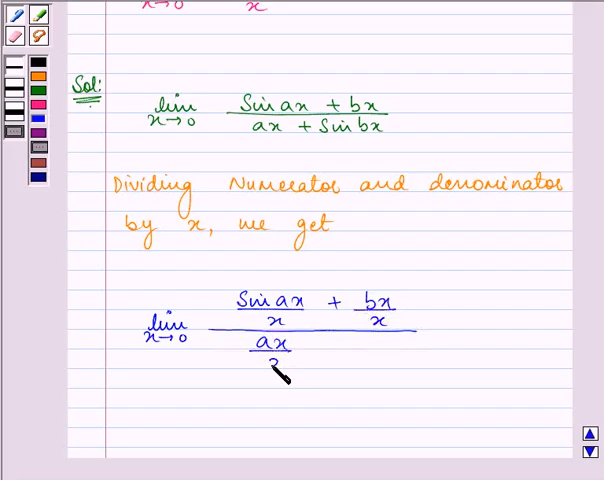 x→0 x
Sol:
lim x→0 (Sin ax + bx) / (ax + Sin bx)
Dividing Numerator and denominator
by x, we get
lim x→0 (Sin ax / x + bx / x) / (ax /